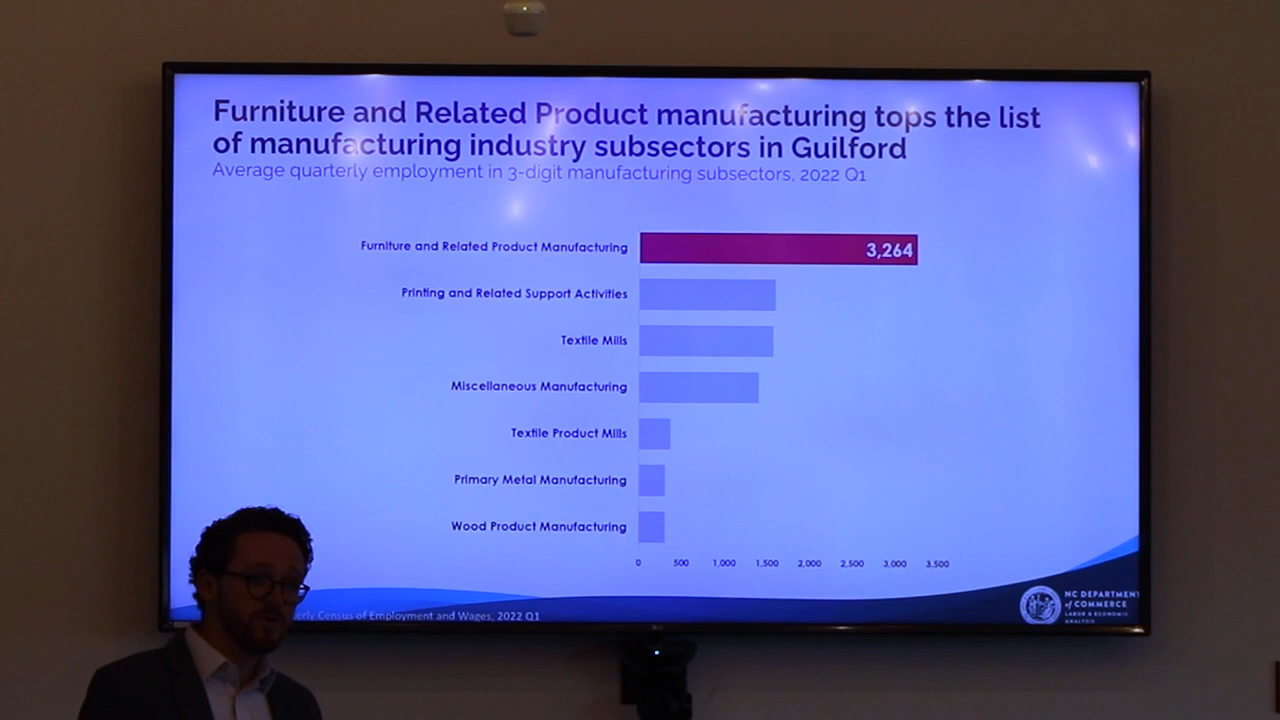 Furniture and Related Product manufacturing tops the list
of manufacturing industry subsectors in Guilford
Average quarterly employment in 3-digit manufacturing subsectors, 2022 Q1
Furniture and Related Product Manufacturing
3,264
Printing and Related Support Activities
Textile Mills
Miscellaneous Manufacturing
Textile Product Mills
Primary Metal Manufacturing
Wood Product Manufacturing
0 500 1,000 1,500 2,000 2,500 3,000 3,500
Census of Employment and Wages, 2022 Q1
NC DEPARTMENT
of COMMERCE
LABOR & ECONOMIC
ANALYSIS